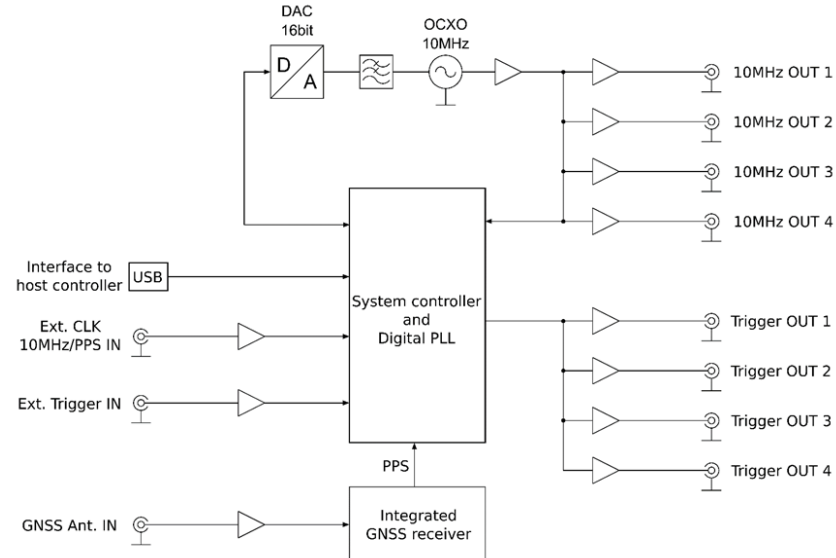 DAC
16bit
OCXO
10MHz
D
A
10MHz OUT 1
10MHz OUT 2
10MHz OUT 3
10MHz OUT 4
Interface to
host controller
USB
Ext. CLK
10MHz/PPS IN
Ext. Trigger IN
System controller
and
Digital PLL
Trigger OUT 1
Trigger OUT 2
Trigger OUT 3
Trigger OUT 4
PPS
GNSS Ant. IN
Integrated
GNSS receiver